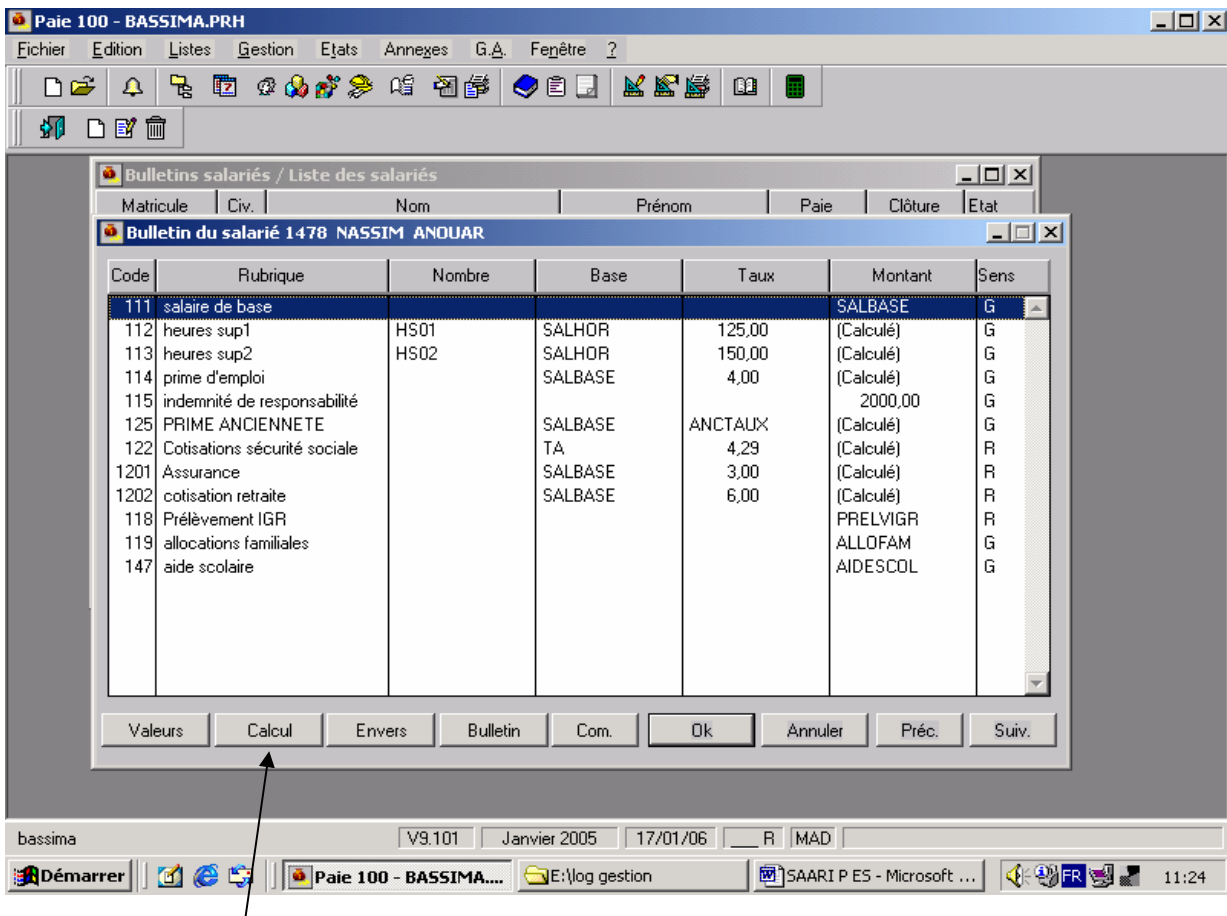 Paie 100 - BASSIMA.PRH
Fichier Edition Listes Gestion Etats Annexes G.A. Fenêtre ?
Bulletins salariés / Liste des salariés
Matricule Civ. Nom Prénom Paie Clôture Etat
Bulletin du salarié 1478 NASSIM ANOUAR
Code Rubrique Nombre Base Taux Montant Sens
111 salaire de base SALBASE G
112 heures sup1 HS01 SALHOR 125,00 (Calculé) G
113 heures sup2 HS02 SALHOR 150,00 (Calculé) G
114 prime d'emploi SALBASE 4,00 (Calculé) G
115 indemnité de responsabilité 2000,00 G
125 PRIME ANCIENNETE SALBASE ANCTAUX (Calculé) G
122 Cotisations sécurité sociale TA 4,29 (Calculé) R
1201 Assurance SALBASE 3,00 (Calculé) R
1202 cotisation retraite SALBASE 6,00 (Calculé) R
118 Prélèvement IGR PRELVIGR R
119 allocations familiales ALLOFAM G
147 aide scolaire AIDESCOL G
Valeurs Calcul Envers Bulletin Com. Ok Annuler Préc. Suiv.
bassima V9.101 Janvier 2005 17/01/06 ___ R MAD
Démarrer Paie 100 - BASSIMA.... E:\log gestion SAARI P ES - Microsoft ... FR 11:24